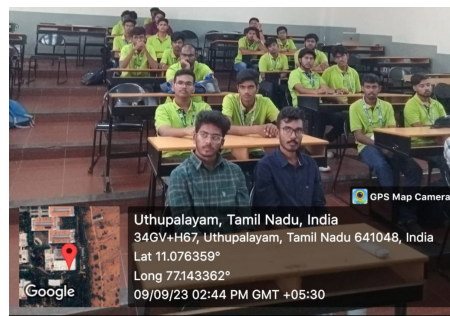 GPS Map Camera
Uthupalayam, Tamil Nadu, India
34GV+H67, Uthupalayam, Tamil Nadu 641048, India
Lat 11.076359°
Long 77.143362°
09/09/23 02:44 PM GMT +05:30
Google